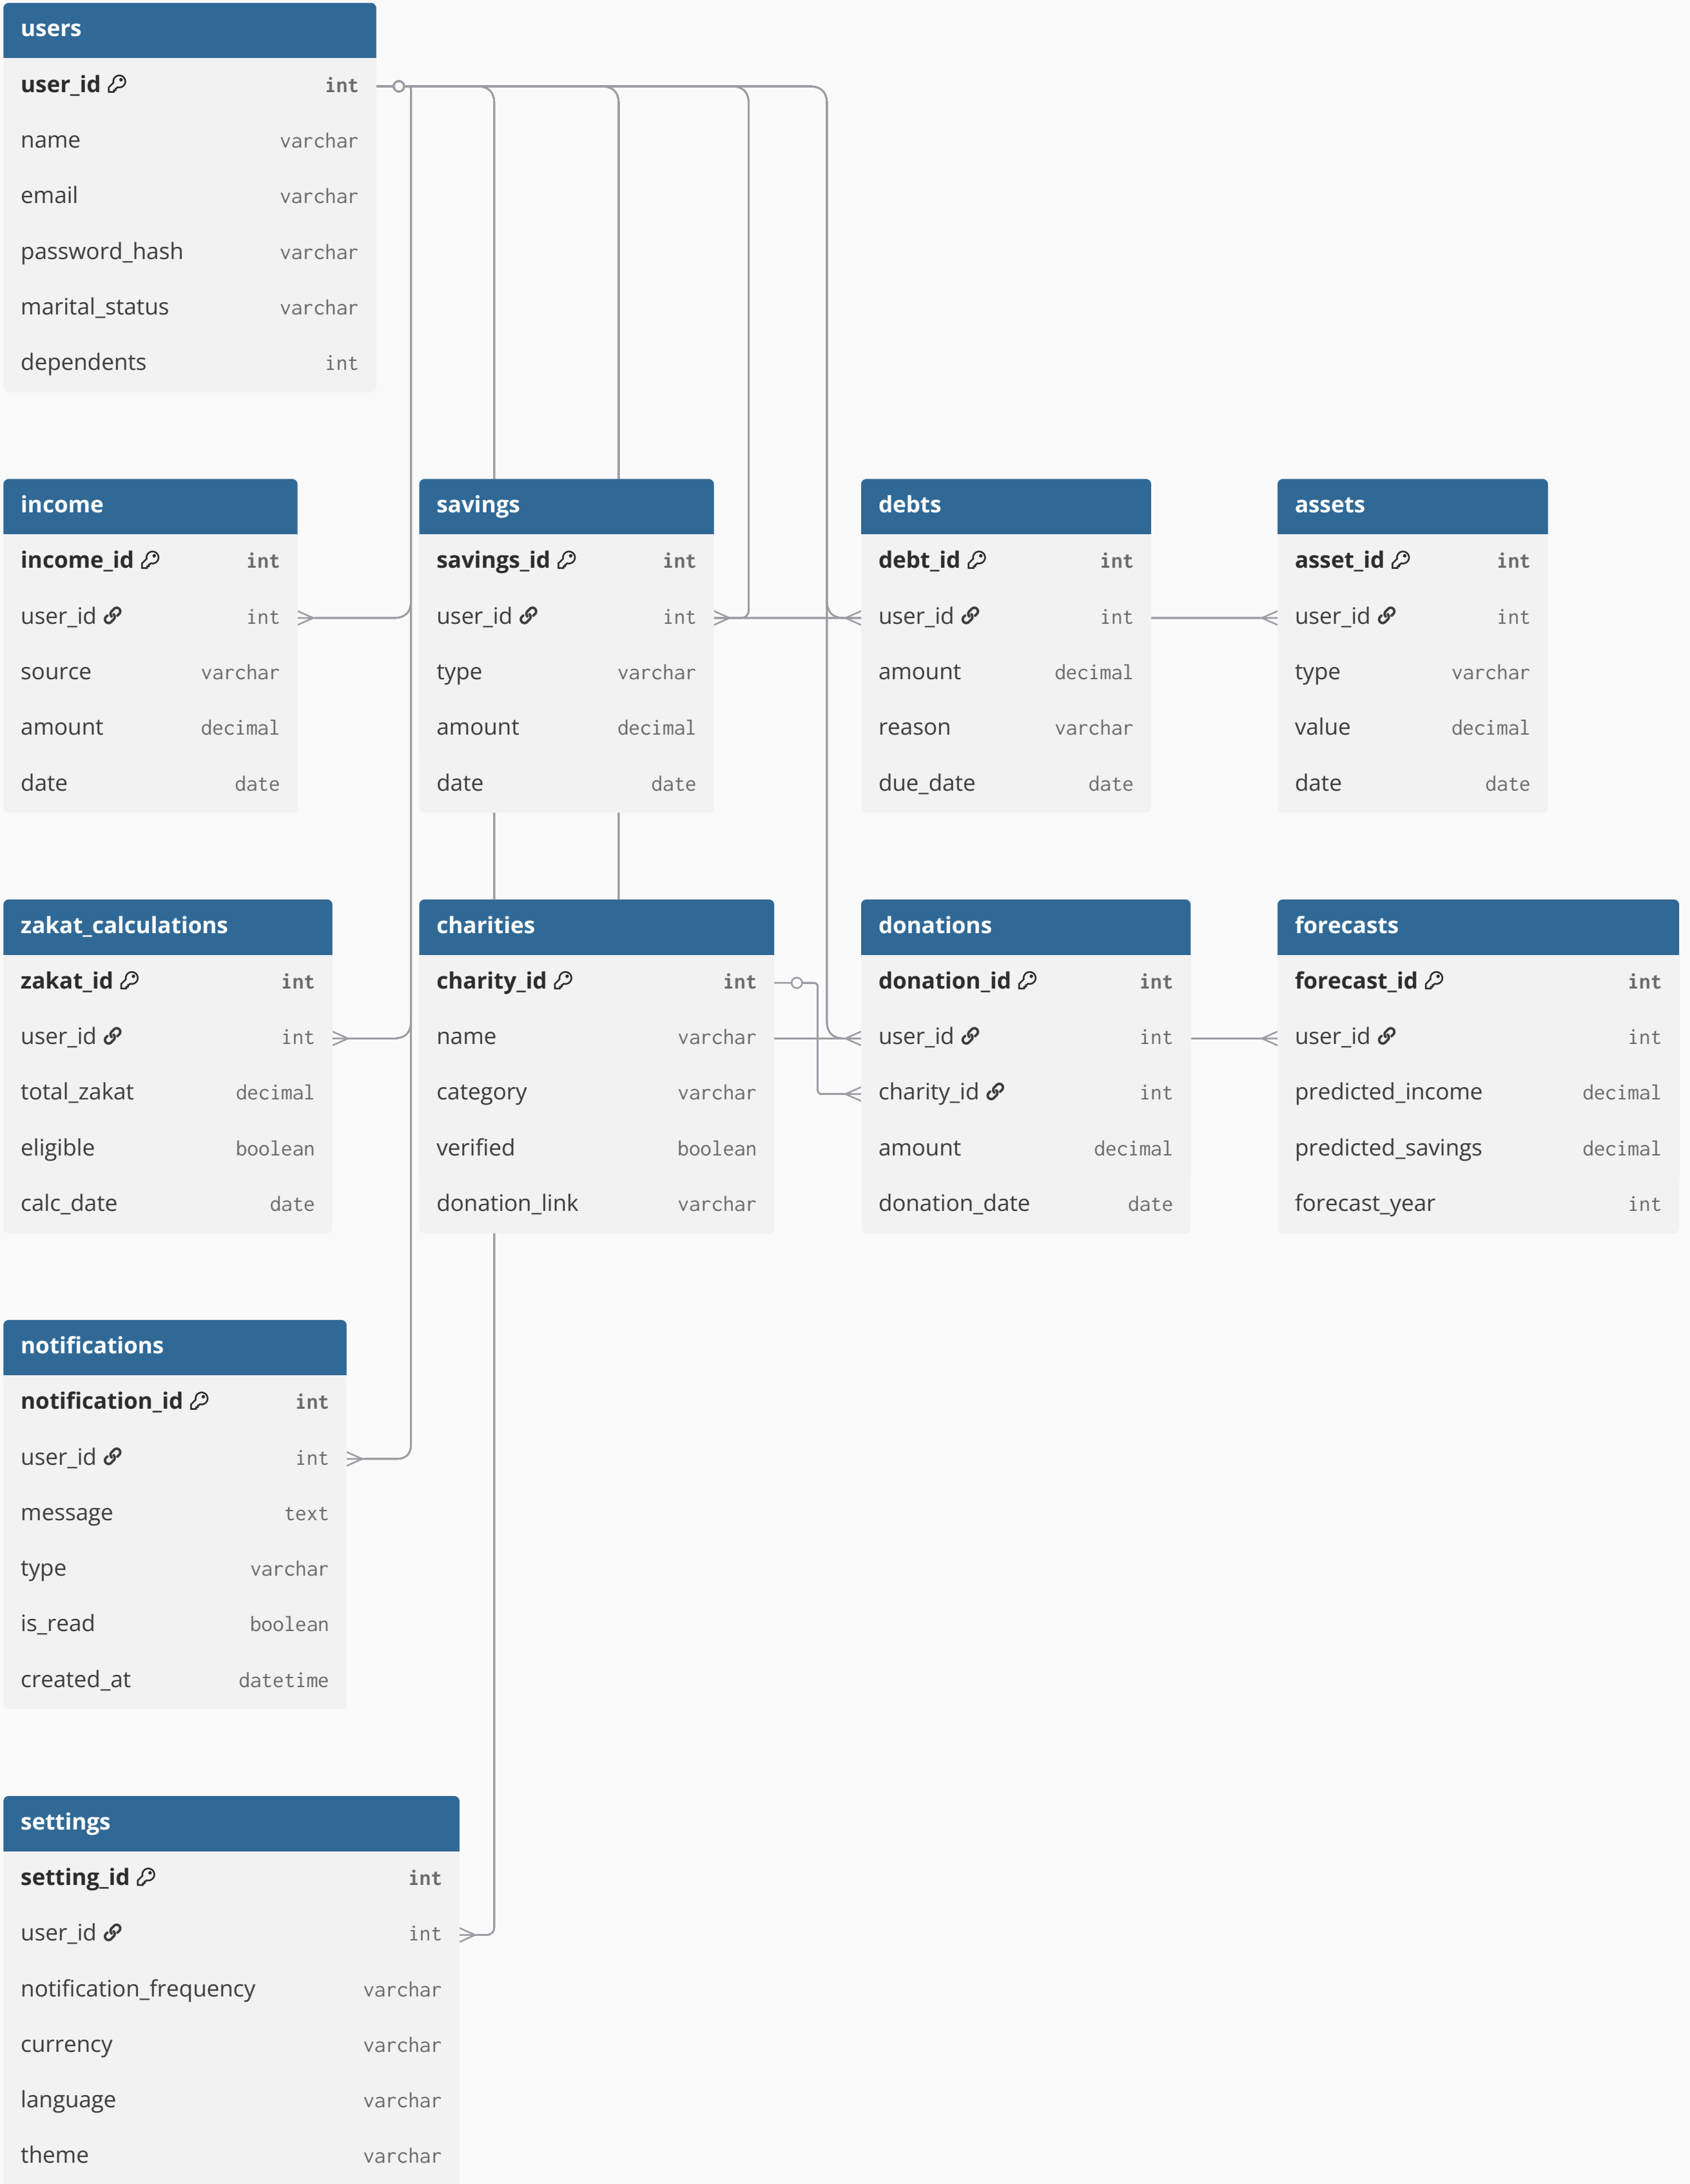 users
user_id int
name varchar
email varchar
password_hash varchar
marital_status varchar
dependents int
income
income_id int
user_id int
source varchar
amount decimal
date date
savings
savings_id int
user_id int
type varchar
amount decimal
date date
debts
debt_id int
user_id int
amount decimal
reason varchar
due_date date
assets
asset_id int
user_id int
type varchar
value decimal
date date
zakat_calculations
zakat_id int
user_id int
total_zakat decimal
eligible boolean
calc_date date
charities
charity_id int
name varchar
category varchar
verified boolean
donation_link varchar
donations
donation_id int
user_id int
charity_id int
amount decimal
donation_date date
forecasts
forecast_id int
user_id int
predicted_income decimal
predicted_savings decimal
forecast_year int
notifications
notification_id int
user_id int
message text
type varchar
is_read boolean
created_at datetime
settings
setting_id int
user_id int
notification_frequency varchar
currency varchar
language varchar
theme varchar